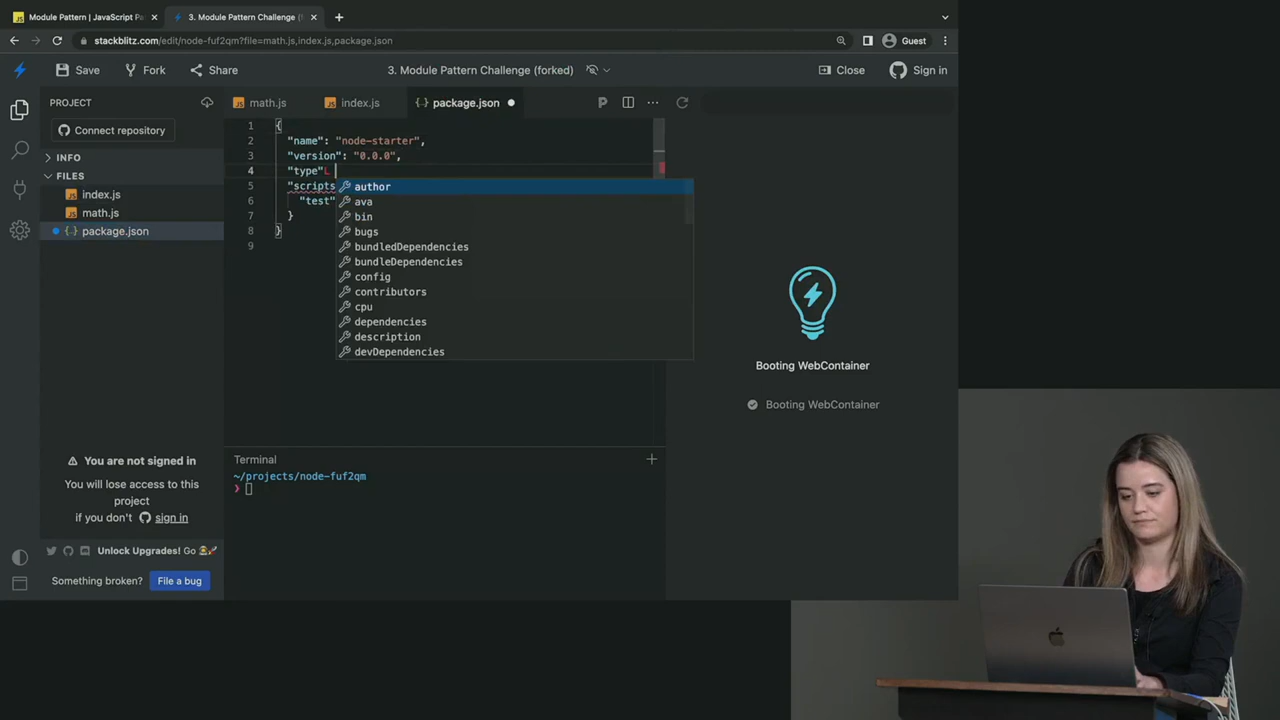 Module Pattern | JavaScript Pa
3. Module Pattern Challenge (f
stackblitz.com/edit/node-fuf2qm?file=math.js,index.js,package.json
Guest
Save
Fork
Share
3. Module Pattern Challenge (forked)
Close
Sign in
PROJECT
Connect repository
INFO
FILES
index.js
math.js
package.json
math.js
index.js
package.json
1 {
2 "name": "node-starter",
3 "version": "0.0.0",
4 "type"L
5 "scripts
6 "test"
7 }
8 }
9
author
ava
bin
bugs
bundledDependencies
bundleDependencies
config
contributors
cpu
dependencies
description
devDependencies
Booting WebContainer
Booting WebContainer
Terminal
~/projects/node-fuf2qm
You are not signed in
You will lose access to this
project
if you don't sign in
Unlock Upgrades! Go
Something broken?
File a bug